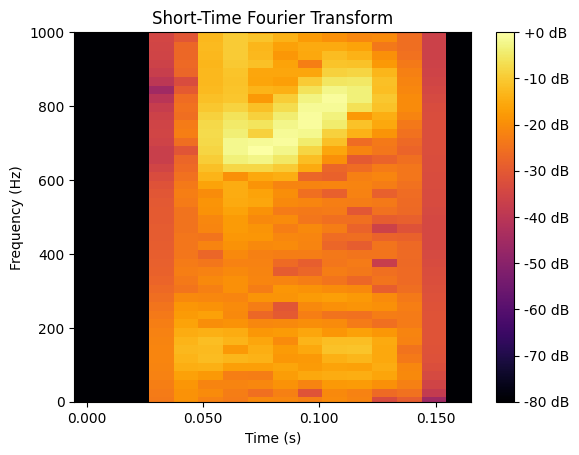 Short-Time Fourier Transform
1000
800
600
400
200
0
Frequency (Hz)
0.000
0.050
0.100
0.150
Time (s)
+0 dB
-10 dB
-20 dB
-30 dB
-40 dB
-50 dB
-60 dB
-70 dB
-80 dB